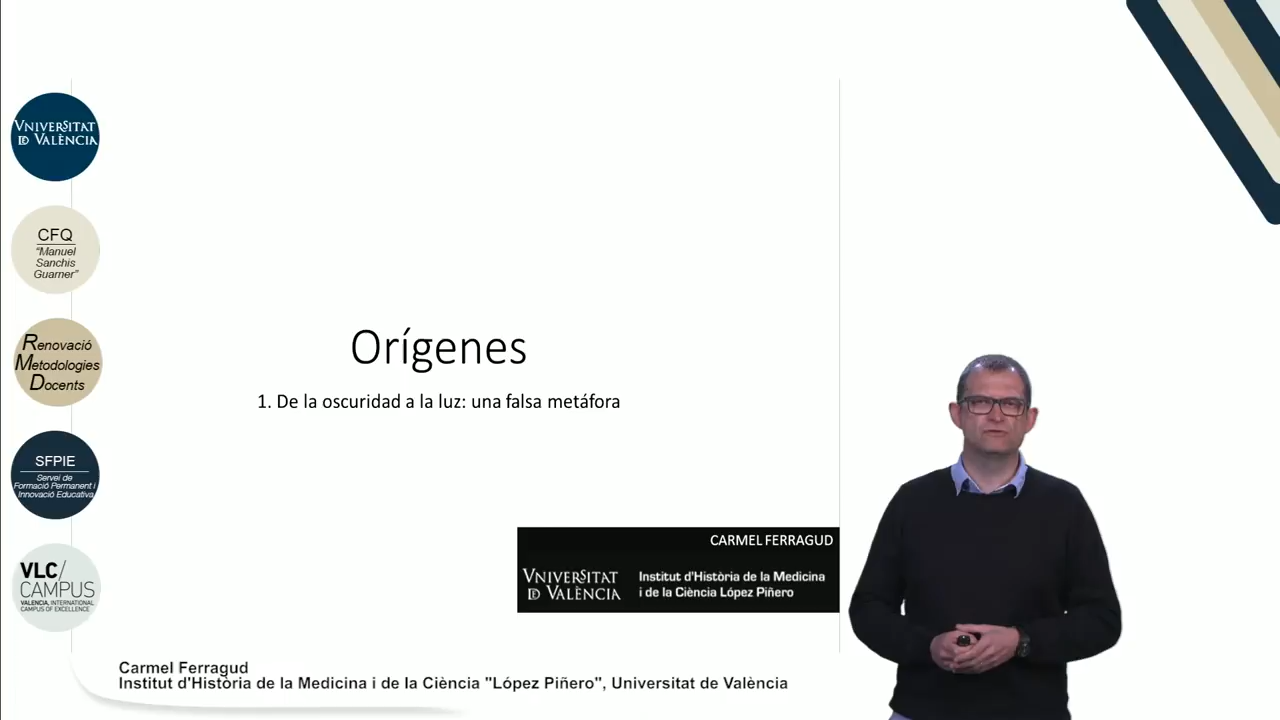 VNIVERSITAT
DE VALÈNCIA
CFQ
“Manuel
Sanchis
Guarner”
Renovació
Metodologies
Docents
SFPIE
Servei de
Formació Permanent i
Innovació Educativa
VLC/
CAMPUS
VALENCIA, INTERNATIONAL
CAMPUS OF EXCELLENCE
Orígenes
1. De la oscuridad a la luz: una falsa metáfora
CARMEL FERRAGUD
VNIVERSITAT
DE VALÈNCIA
Institut d'Història de la Medicina
i de la Ciència López Piñero
Carmel Ferragud
Institut d'Història de la Medicina i de la Ciència "López Piñero", Universitat de València